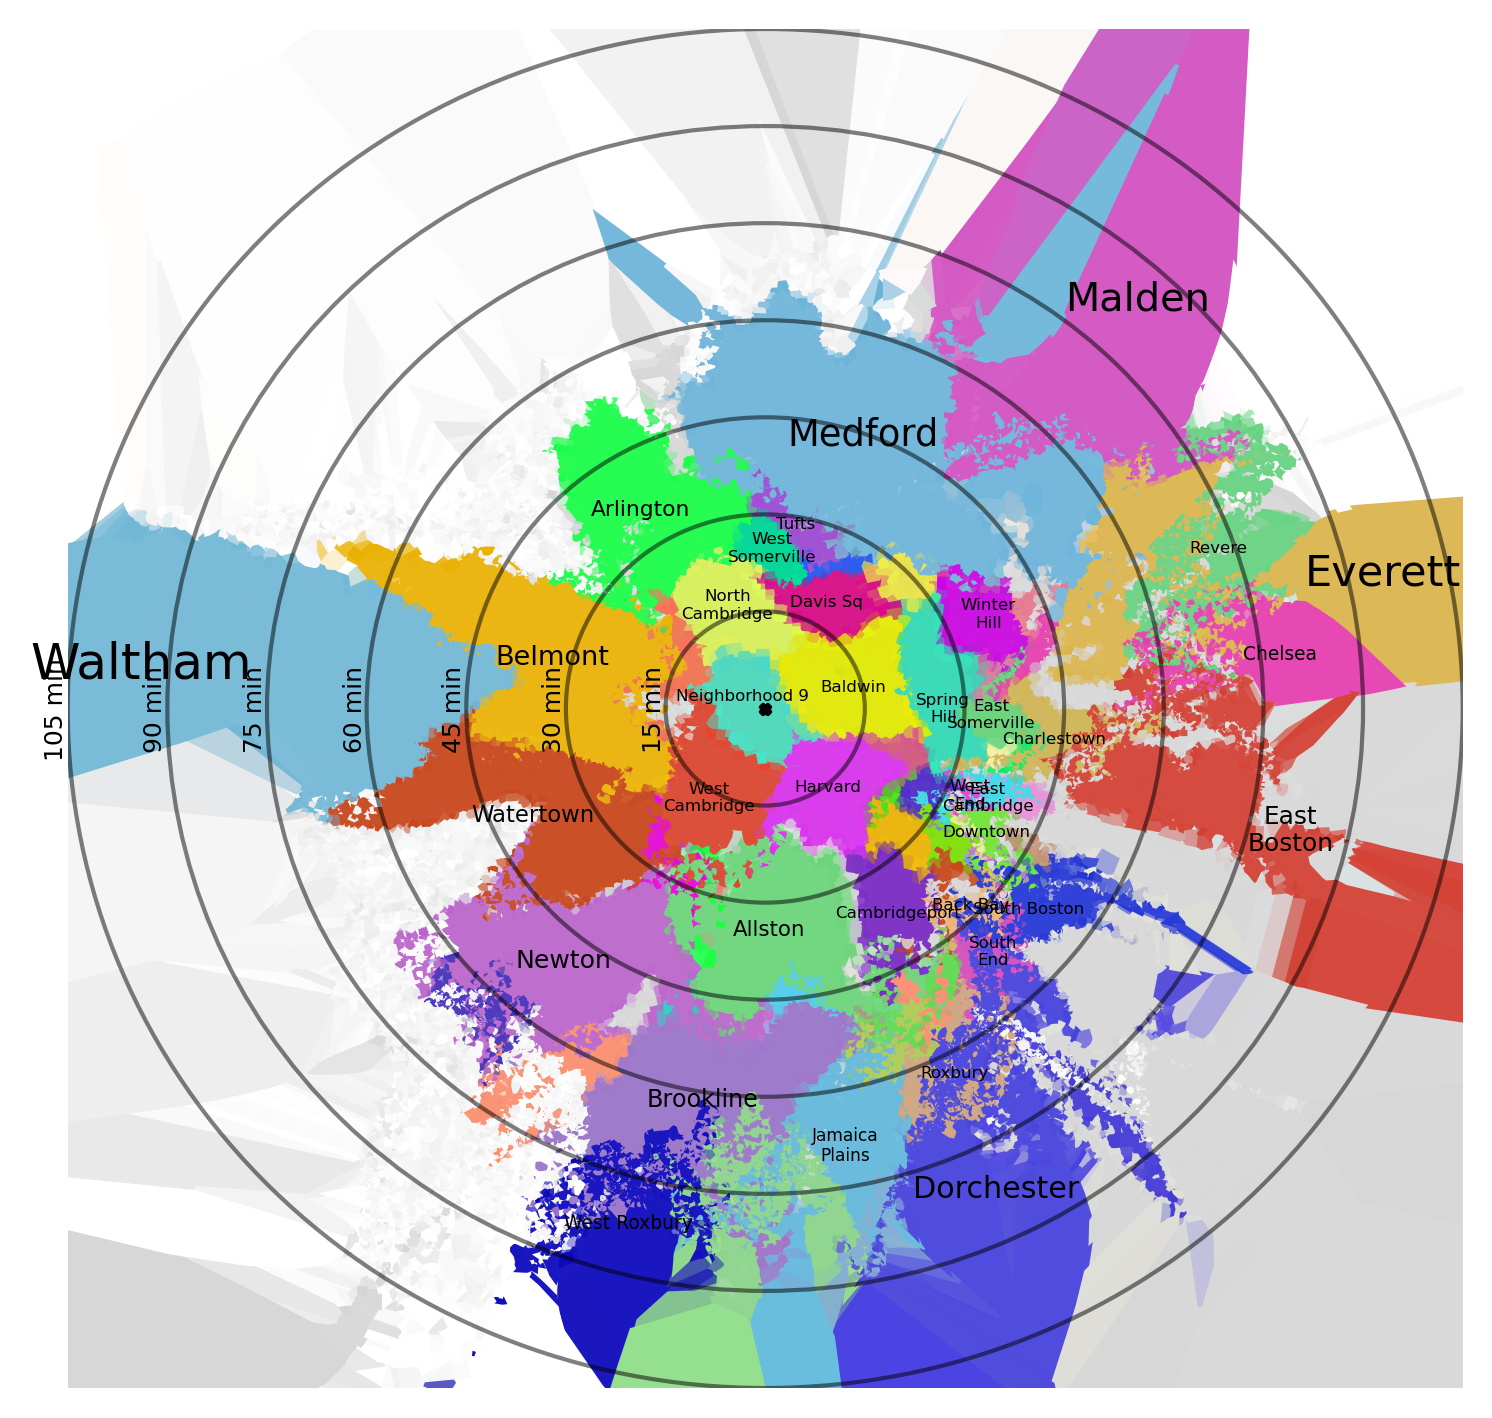 Malden
Medford
Arlington
Tufts
West
Somerville
Revere
Everett
North
Cambridge
Davis Sq
Winter
Hill
Waltham
Belmont
Chelsea
Neighborhood 9
Baldwin
Spring
Hill
East
Somerville
Charlestown
105 min
90 min
75 min
60 min
45 min
30 min
15 min
West
Cambridge
Harvard
West
End
East
Cambridge
Watertown
Downtown
East
Boston
Cambridgeport
Back Bay
South Boston
Allston
South
End
Newton
Roxbury
Brookline
Jamaica
Plains
Dorchester
West Roxbury